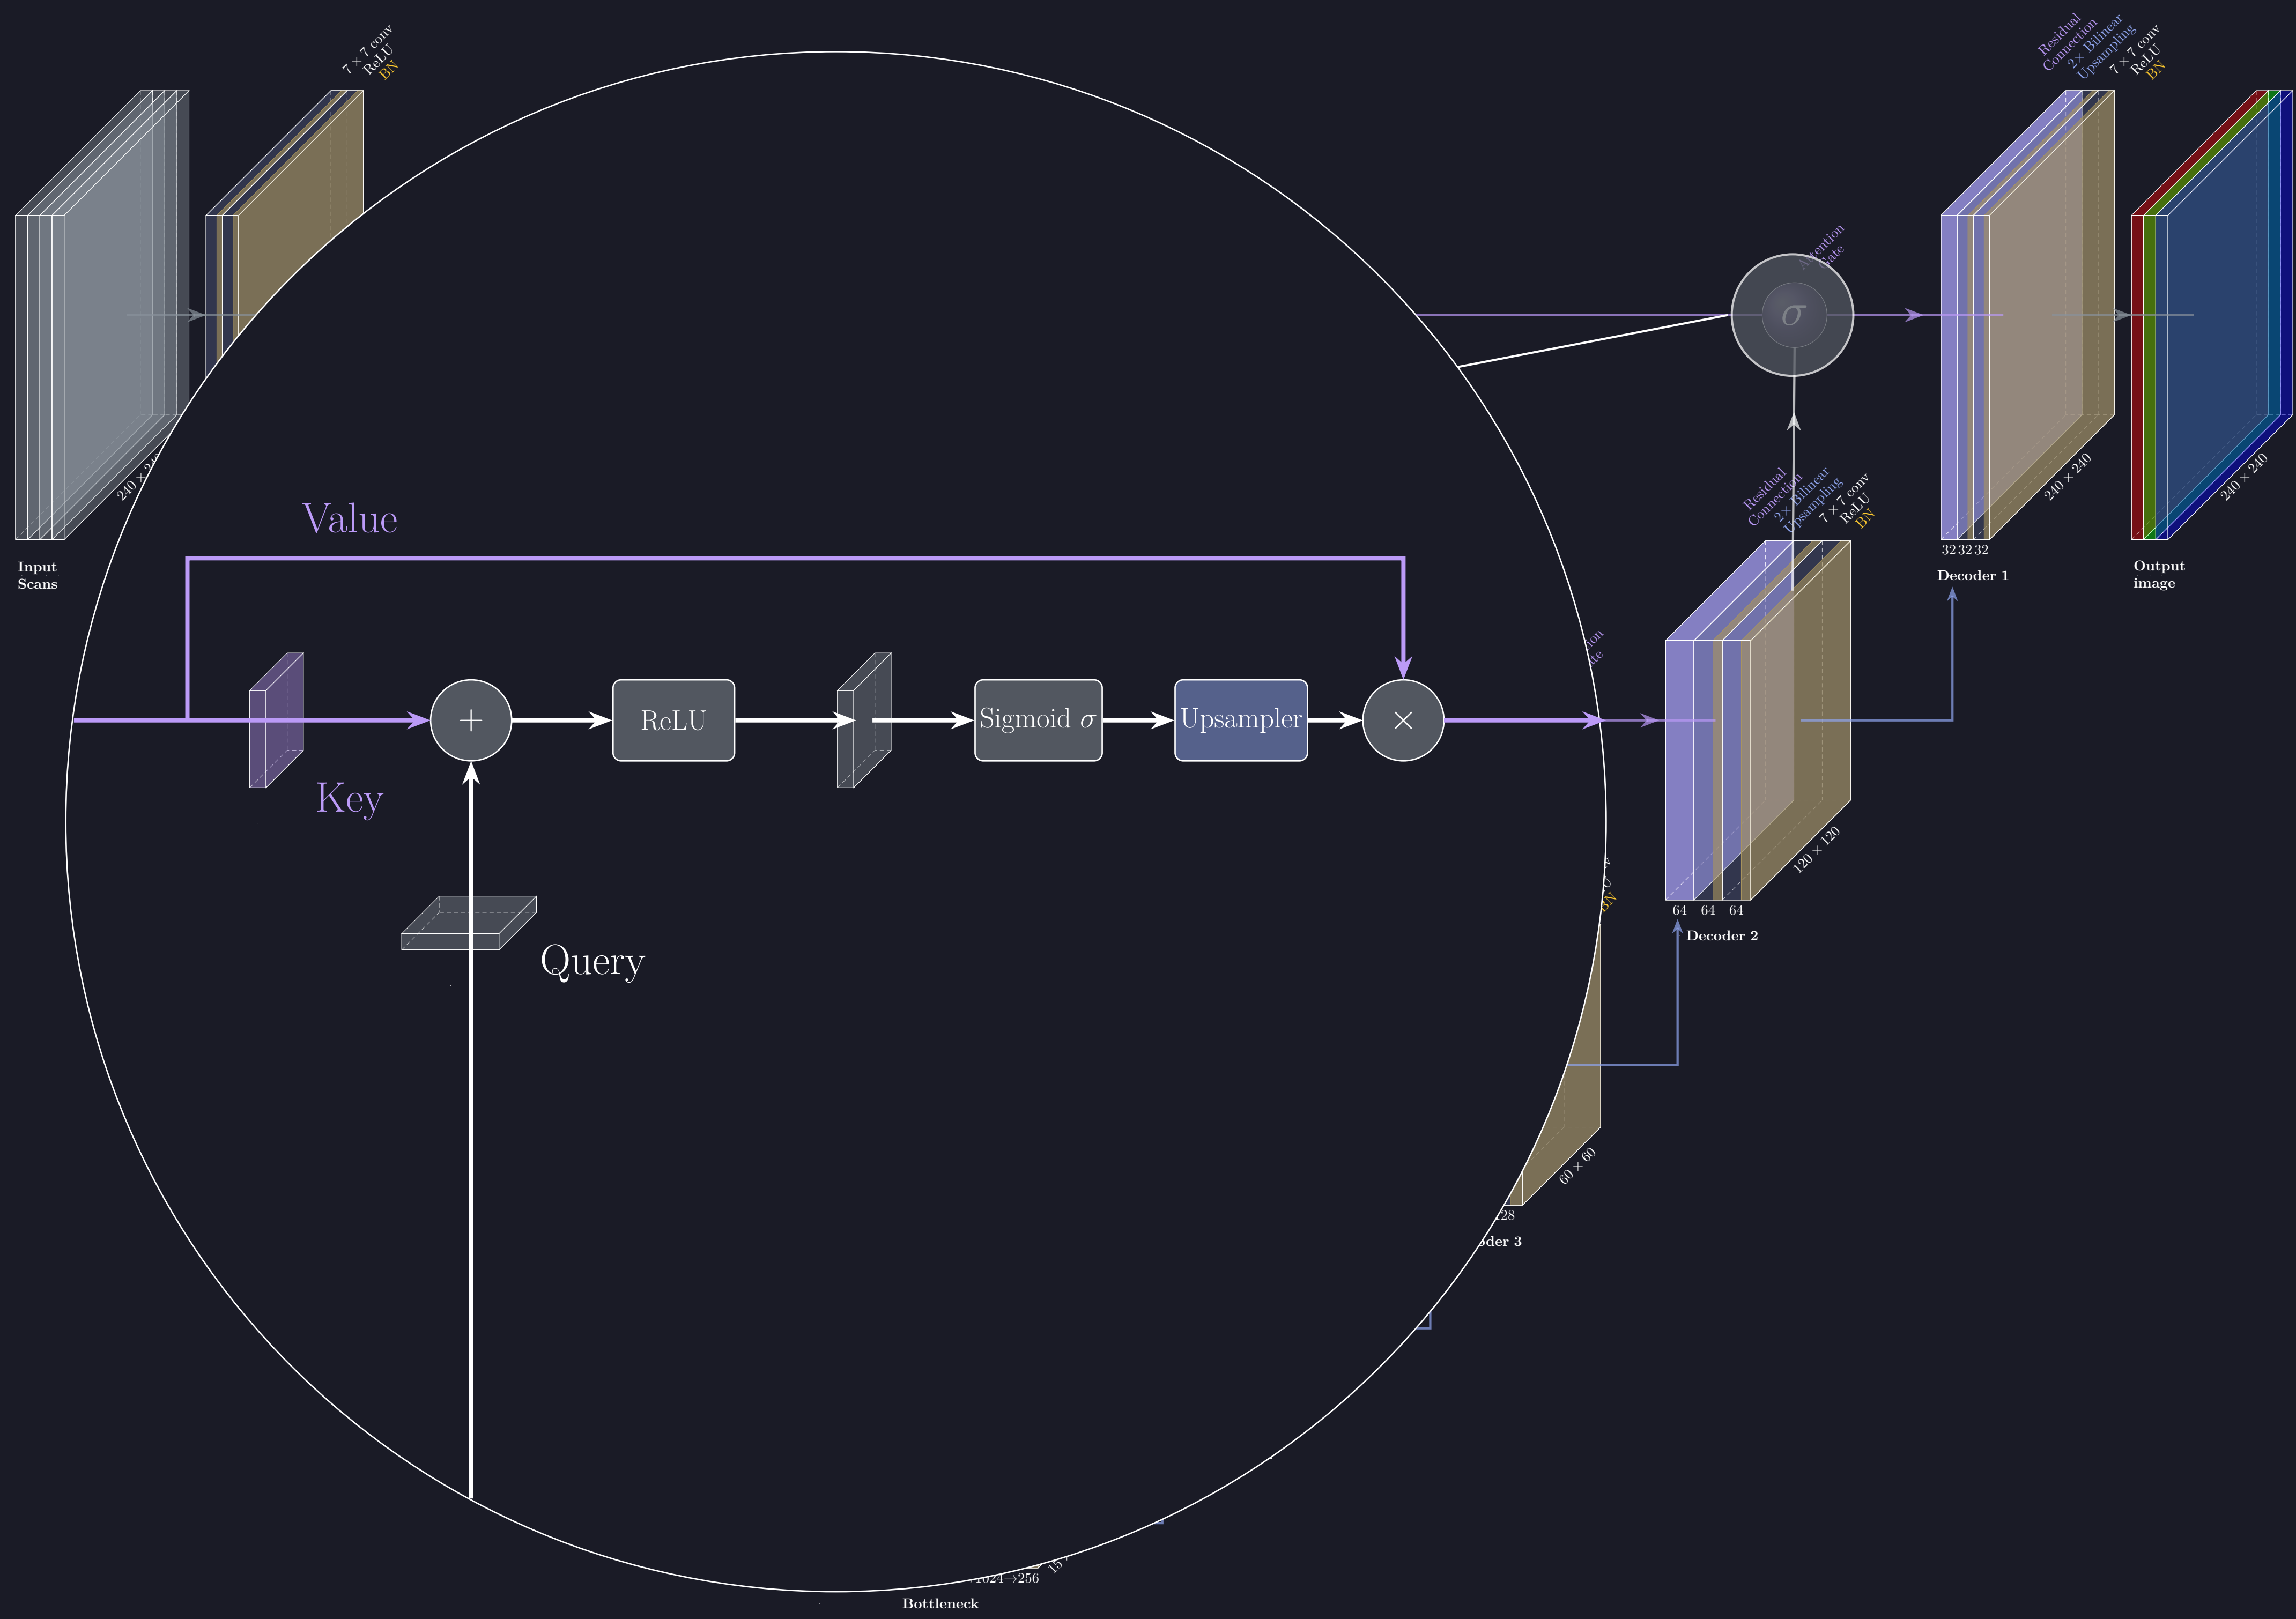 7 × 7 conv
ReLU
BN
240 ×
Input
Scans
Residual
Connection
2× Bilinear
Upsampling
7 × 7 conv
ReLU
BN
Attention
Gate
σ
240 × 240
32 32 32
Decoder 1
240 × 240
Output
image
Value
Key
+
ReLU
Sigmoid σ
Upsampler
×
Query
Residual
Connection
2× Bilinear
Upsampling
7 × 7 conv
ReLU
BN
120 × 120
64 64 64
Decoder 2
BN
60 × 60
Bottleneck